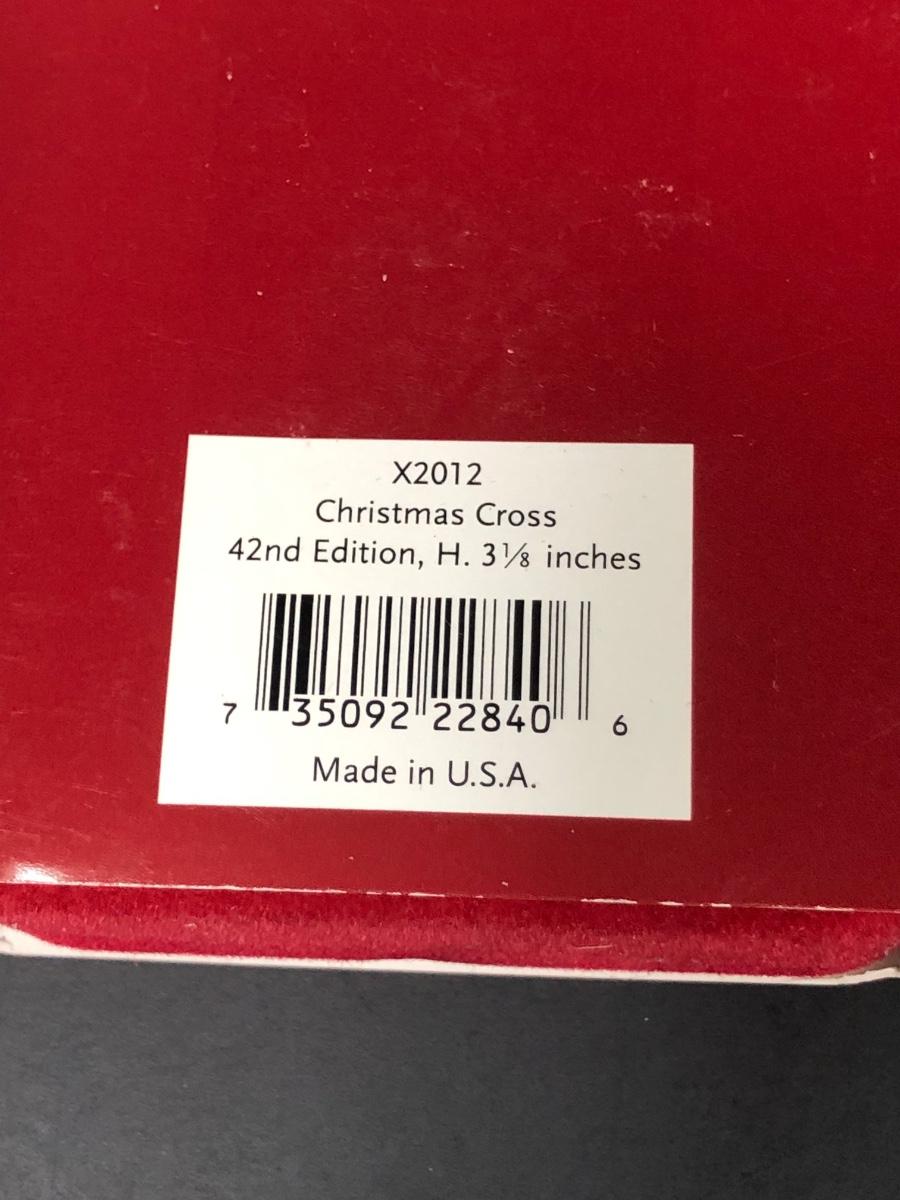 X2012
Christmas Cross
42nd Edition, H. 3⅛ inches
7 35092 22840 6
Made in U.S.A.